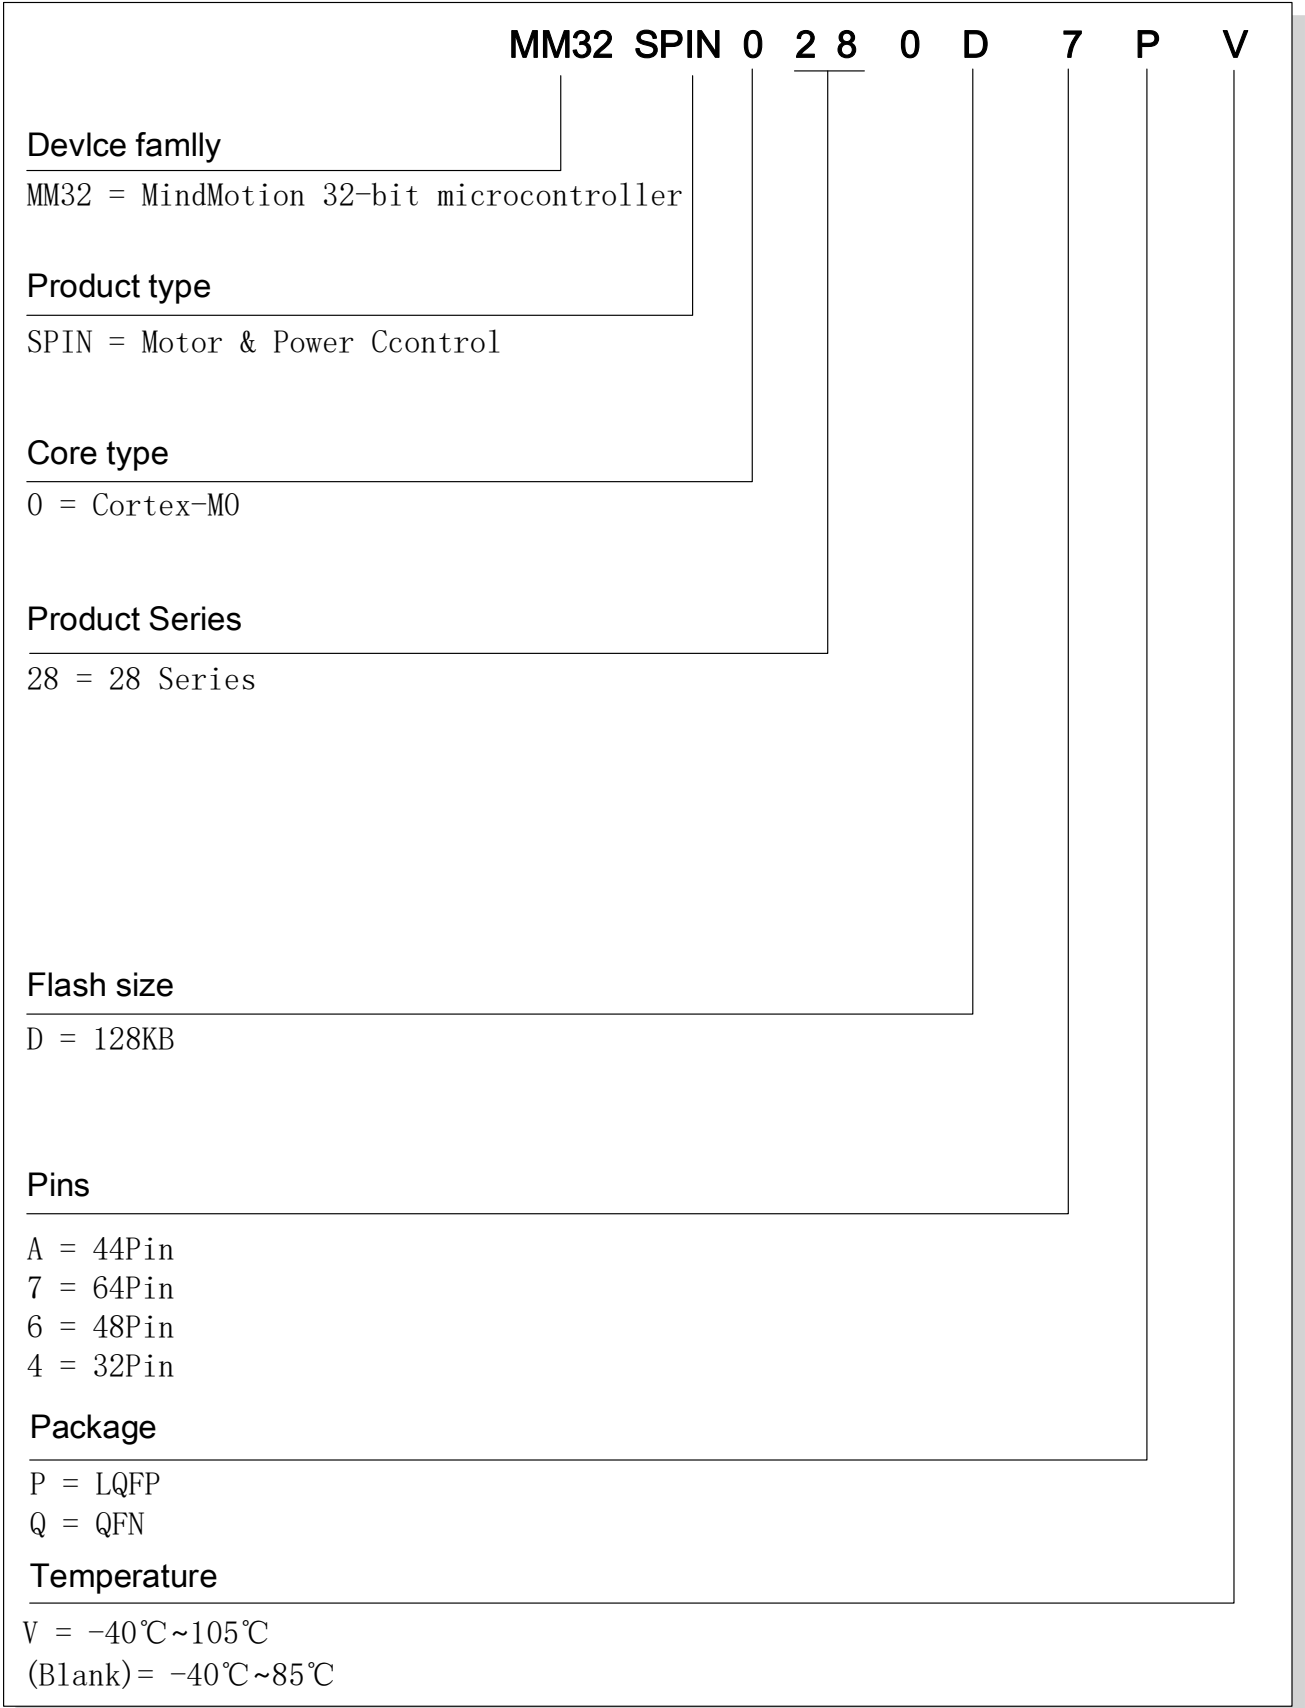 MM32 SPIN 0 2 8 0 D 7 P V
DevIce famIly
MM32 = MindMotion 32-bit microcontroller
Product type
SPIN = Motor & Power Ccontrol
Core type
0 = Cortex-M0
Product Series
28 = 28 Series
Flash size
D = 128KB
Pins
A = 44Pin
7 = 64Pin
6 = 48Pin
4 = 32Pin
Package
P = LQFP
Q = QFN
Temperature
V = -40℃~105℃
(Blank)= -40℃~85℃